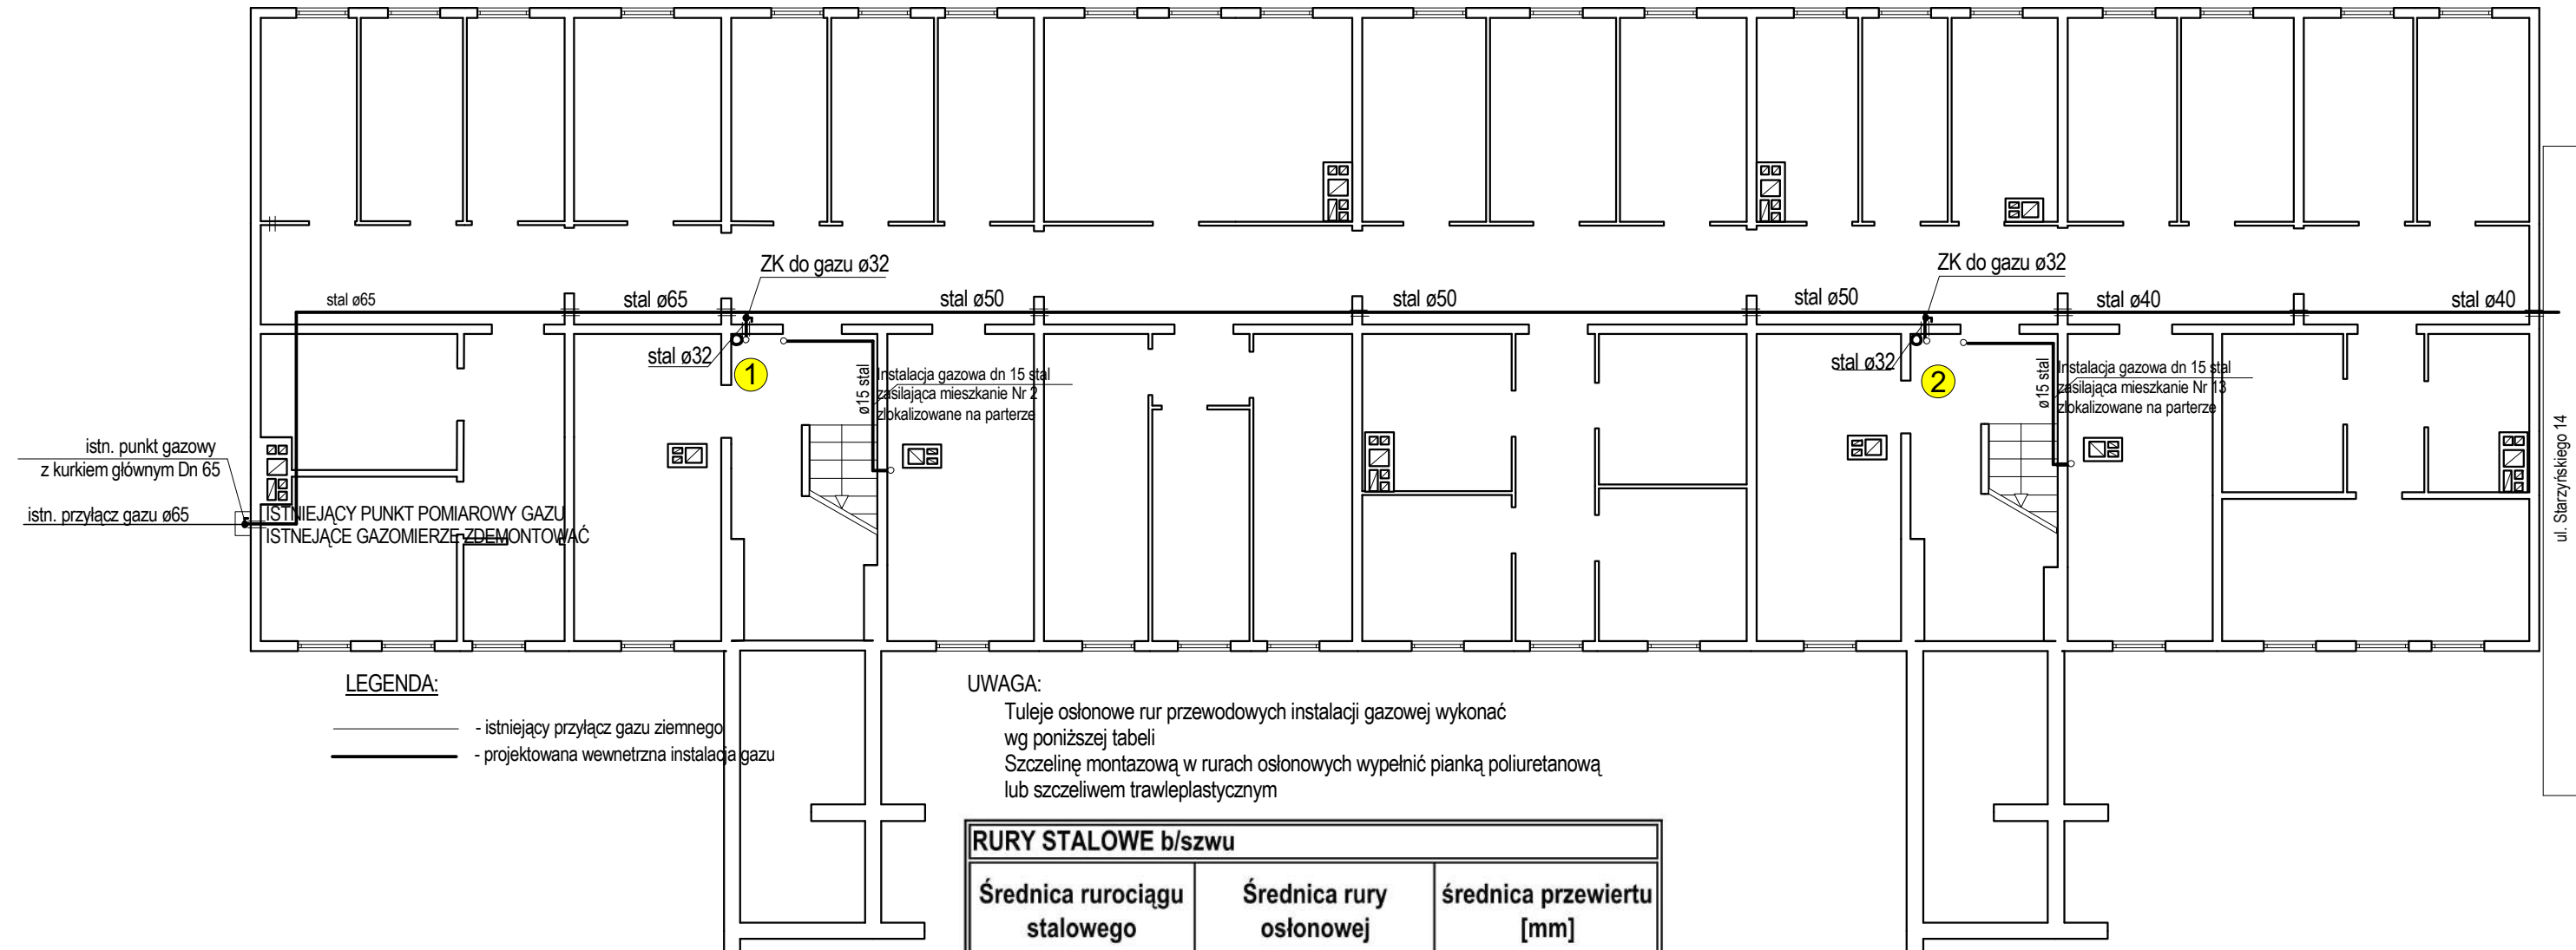 ZK do gazu ø32
ZK do gazu ø32
stal ø65
stal ø65
stal ø50
stal ø50
stal ø50
stal ø40
stal ø40
stal ø32
1
ø15 stal
Instalacja gazowa dn 15 stal
zasilająca mieszkanie Nr 2
zlokalizowane na parterze
stal ø32
2
ø15 stal
Instalacja gazowa dn 15 stal
zasilająca mieszkanie Nr 13
zlokalizowane na parterze
ul. Starzyńskiego 14
istn. punkt gazowy
z kurkiem głównym Dn 65
istn. przyłącz gazu ø65
ISTNIEJĄCY PUNKT POMIAROWY GAZU
ISTNEJĄCE GAZOMIERZE ZDEMONTOWAĆ
LEGENDA:
- istniejący przyłącz gazu ziemnego
- projektowana wewnetrzna instalacja gazu
UWAGA:
Tuleje osłonowe rur przewodowych instalacji gazowej wykonać
wg poniższej tabeli
Szczelinę montazową w rurach osłonowych wypełnić pianką poliuretanową
lub szczeliwem trawleplastycznym
RURY STALOWE b/szwu
Średnica rurociągu
stalowego
Średnica rury
osłonowej
średnica przewiertu
[mm]